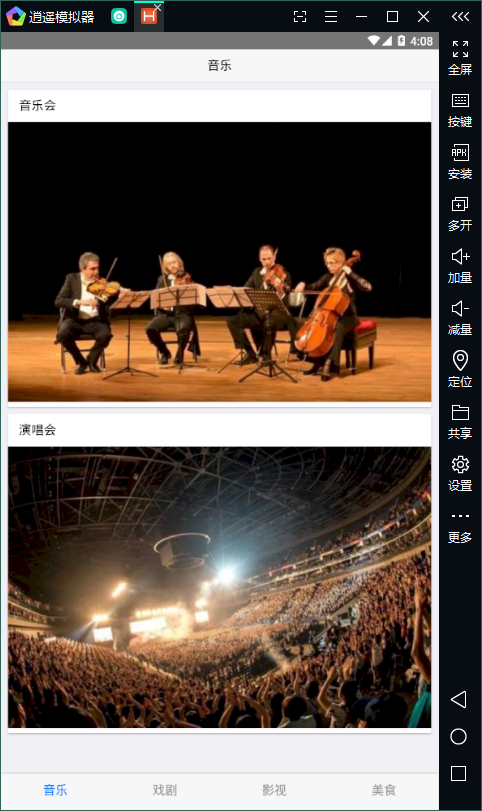 逍遥模拟器
4:08
音乐
音乐会
演唱会
音乐 戏剧 影视 美食
全屏
按键
APK
安装
多开
加量
减量
定位
共享
设置
更多